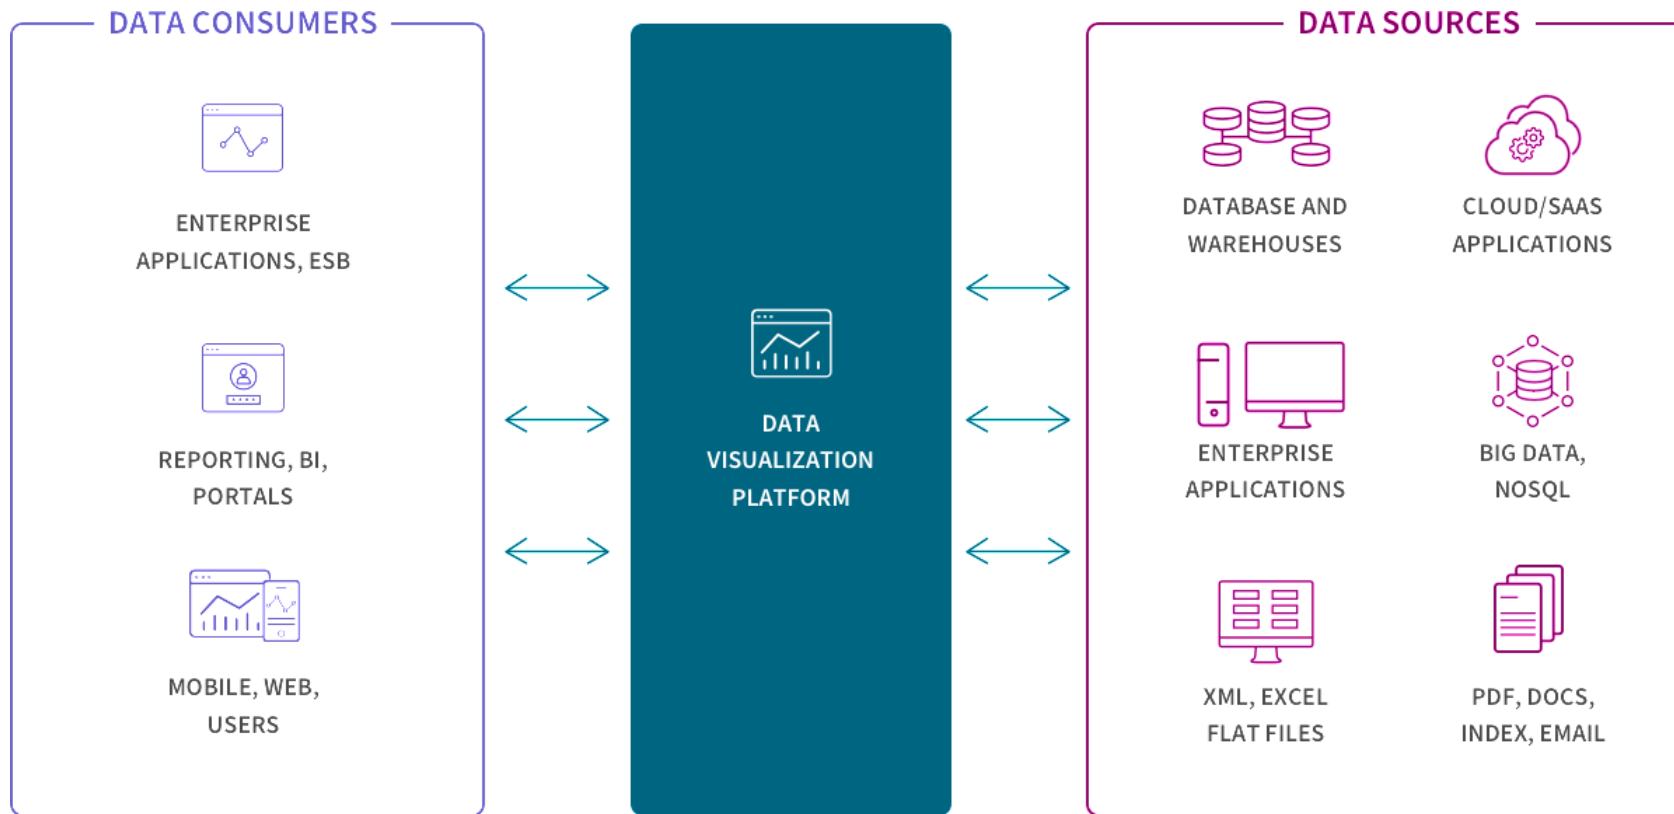 DATA CONSUMERS
ENTERPRISE
APPLICATIONS, ESB
REPORTING, BI,
PORTALS
MOBILE, WEB,
USERS
DATA
VISUALIZATION
PLATFORM
DATA SOURCES
DATABASE AND
WAREHOUSES
CLOUD/SAAS
APPLICATIONS
ENTERPRISE
APPLICATIONS
BIG DATA,
NOSQL
XML, EXCEL
FLAT FILES
PDF, DOCS,
INDEX, EMAIL